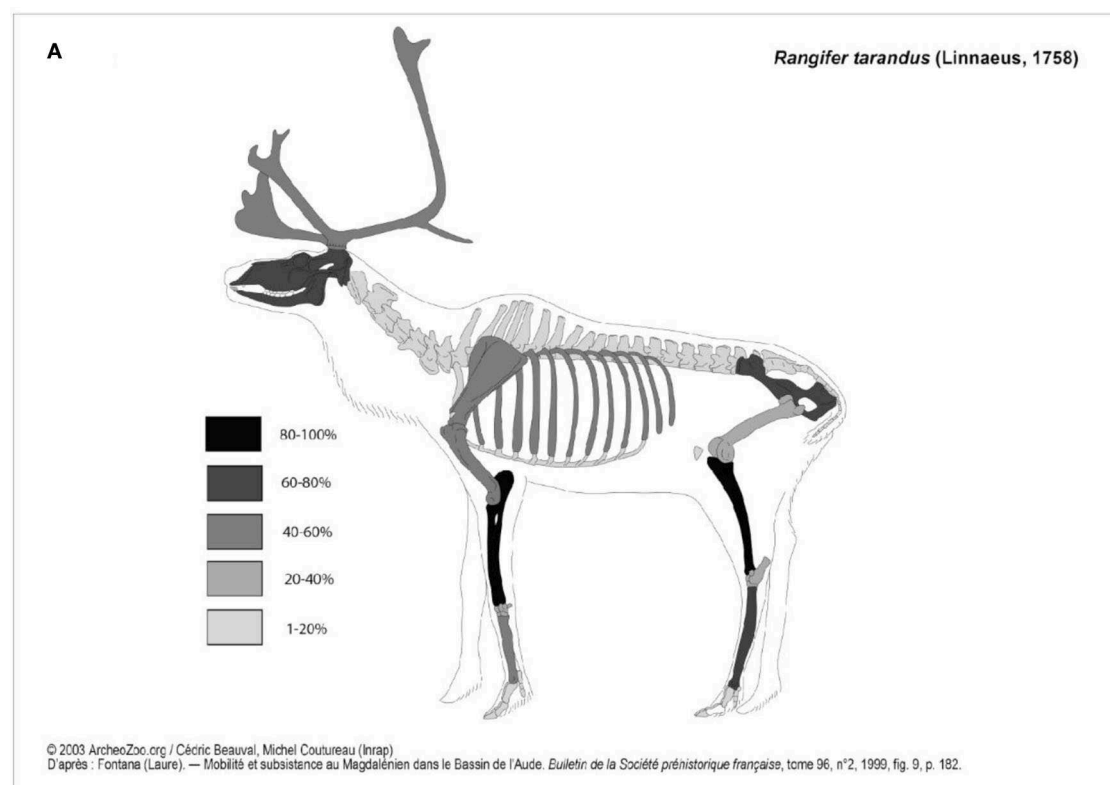 A
Rangifer tarandus (Linnaeus, 1758)
80-100%
60-80%
40-60%
20-40%
1-20%
© 2003 ArcheoZoo.org / Cédric Beauval, Michel Coutureau (Inrap)
D'après : Fontana (Laure). — Mobilité et subsistance au Magdalénien dans le Bassin de l'Aude. Bulletin de la Société préhistorique française, tome 96, n°2, 1999, fig. 9, p. 182.